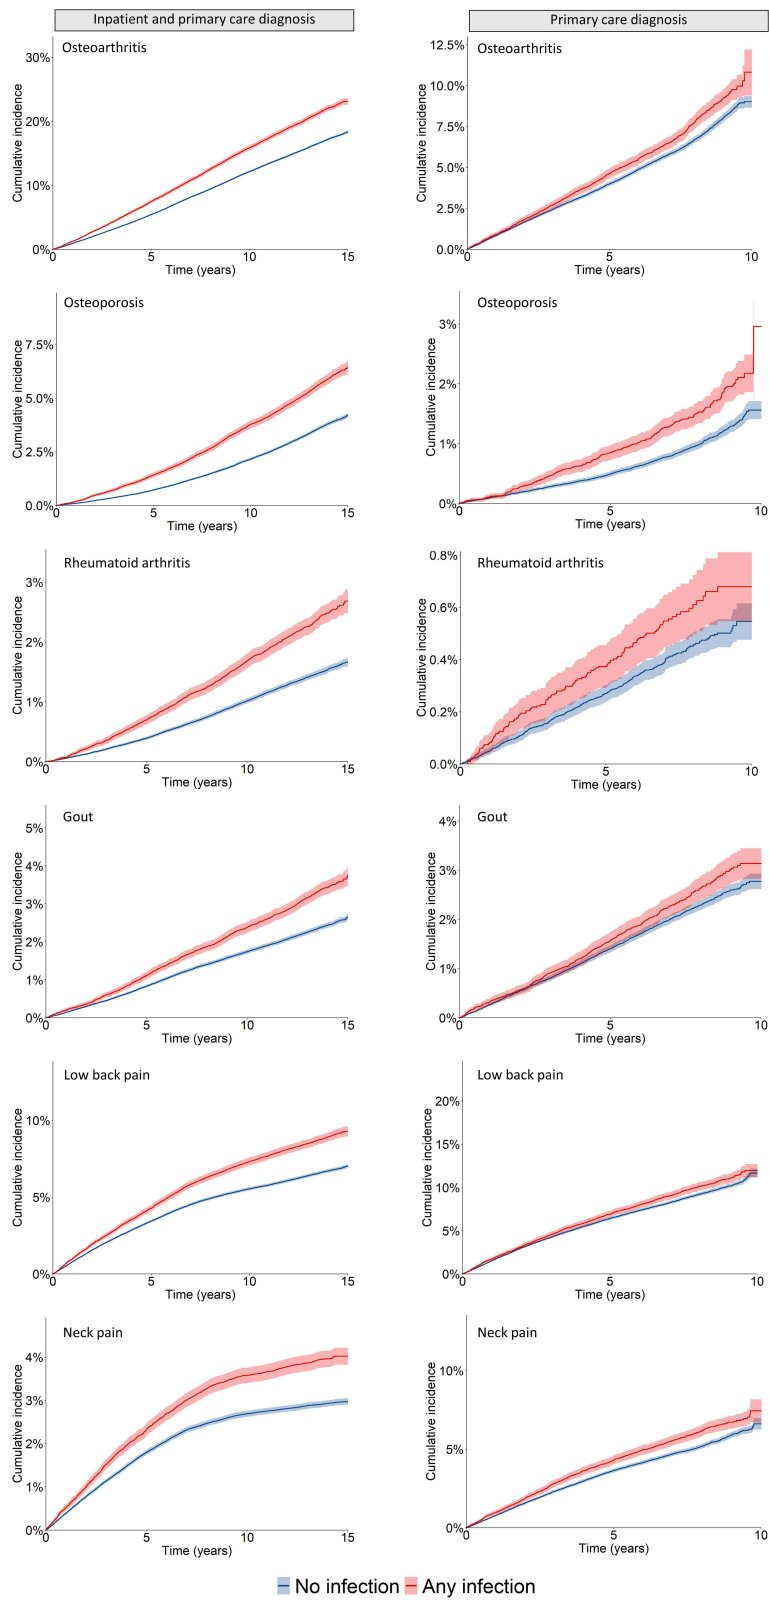 Inpatient and primary care diagnosis
Primary care diagnosis
Osteoarthritis
Cumulative incidence
30%
20%
10%
0%
0 5 10 15
Time (years)
Osteoarthritis
Cumulative incidence
12.5%
10.0%
7.5%
5.0%
2.5%
0.0%
0 5 10
Time (years)
Osteoporosis
Cumulative incidence
7.5%
5.0%
2.5%
0.0%
0 5 10 15
Time (years)
Osteoporosis
Cumulative incidence
3%
2%
1%
0%
0 5 10
Time (years)
Rheumatoid arthritis
Cumulative incidence
3%
2%
1%
0%
0 5 10 15
Time (years)
Rheumatoid arthritis
Cumulative incidence
0.8%
0.6%
0.4%
0.2%
0.0%
0 5 10
Time (years)
Gout
Cumulative incidence
5%
4%
3%
2%
1%
0%
0 5 10 15
Time (years)
Gout
Cumulative incidence
4%
3%
2%
1%
0%
0 5 10
Time (years)
Low back pain
Cumulative incidence
10%
5%
0%
0 5 10 15
Time (years)
Low back pain
Cumulative incidence
20%
15%
10%
5%
0%
0 5 10
Time (years)
Neck pain
Cumulative incidence
4%
3%
2%
1%
0%
0 5 10 15
Time (years)
Neck pain
Cumulative incidence
10%
5%
0%
0 5 10
Time (years)
No infection Any infection